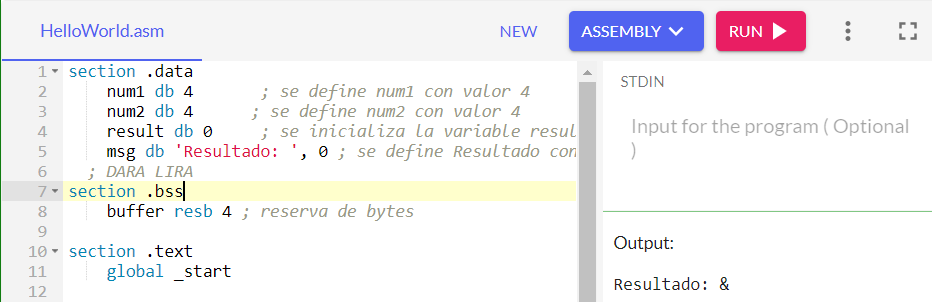 HelloWorld.asm NEW ASSEMBLY RUN
1 section .data
2 num1 db 4 ; se define num1 con valor 4
3 num2 db 4 ; se define num2 con valor 4
4 result db 0 ; se inicializa la variable resul
5 msg db 'Resultado: ', 0 ; se define Resultado con
6 ; DARA LIRA
7 section .bss
8 buffer resb 4 ; reserva de bytes
9
10 section .text
11 global _start
12
STDIN
Input for the program ( Optional
)
Output:
Resultado: &